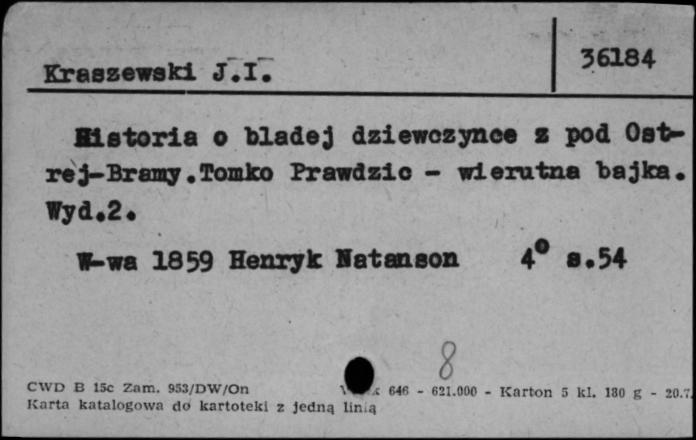 Kraszewski J.I.
36184
Historia o bladej dziewczynce z pod Ost-
rej-Bramy.Tomko Prawdzic - wierutna bajka.
Wyd.2.
W-wa 1859 Henryk Natanson 4° s.54
8
CWD B 15c Zam. 953/DW/On 646 - 621.000 - Karton 5 kl. 180 g - 20.7.
Karta katalogowa do kartoteki z jedną linią